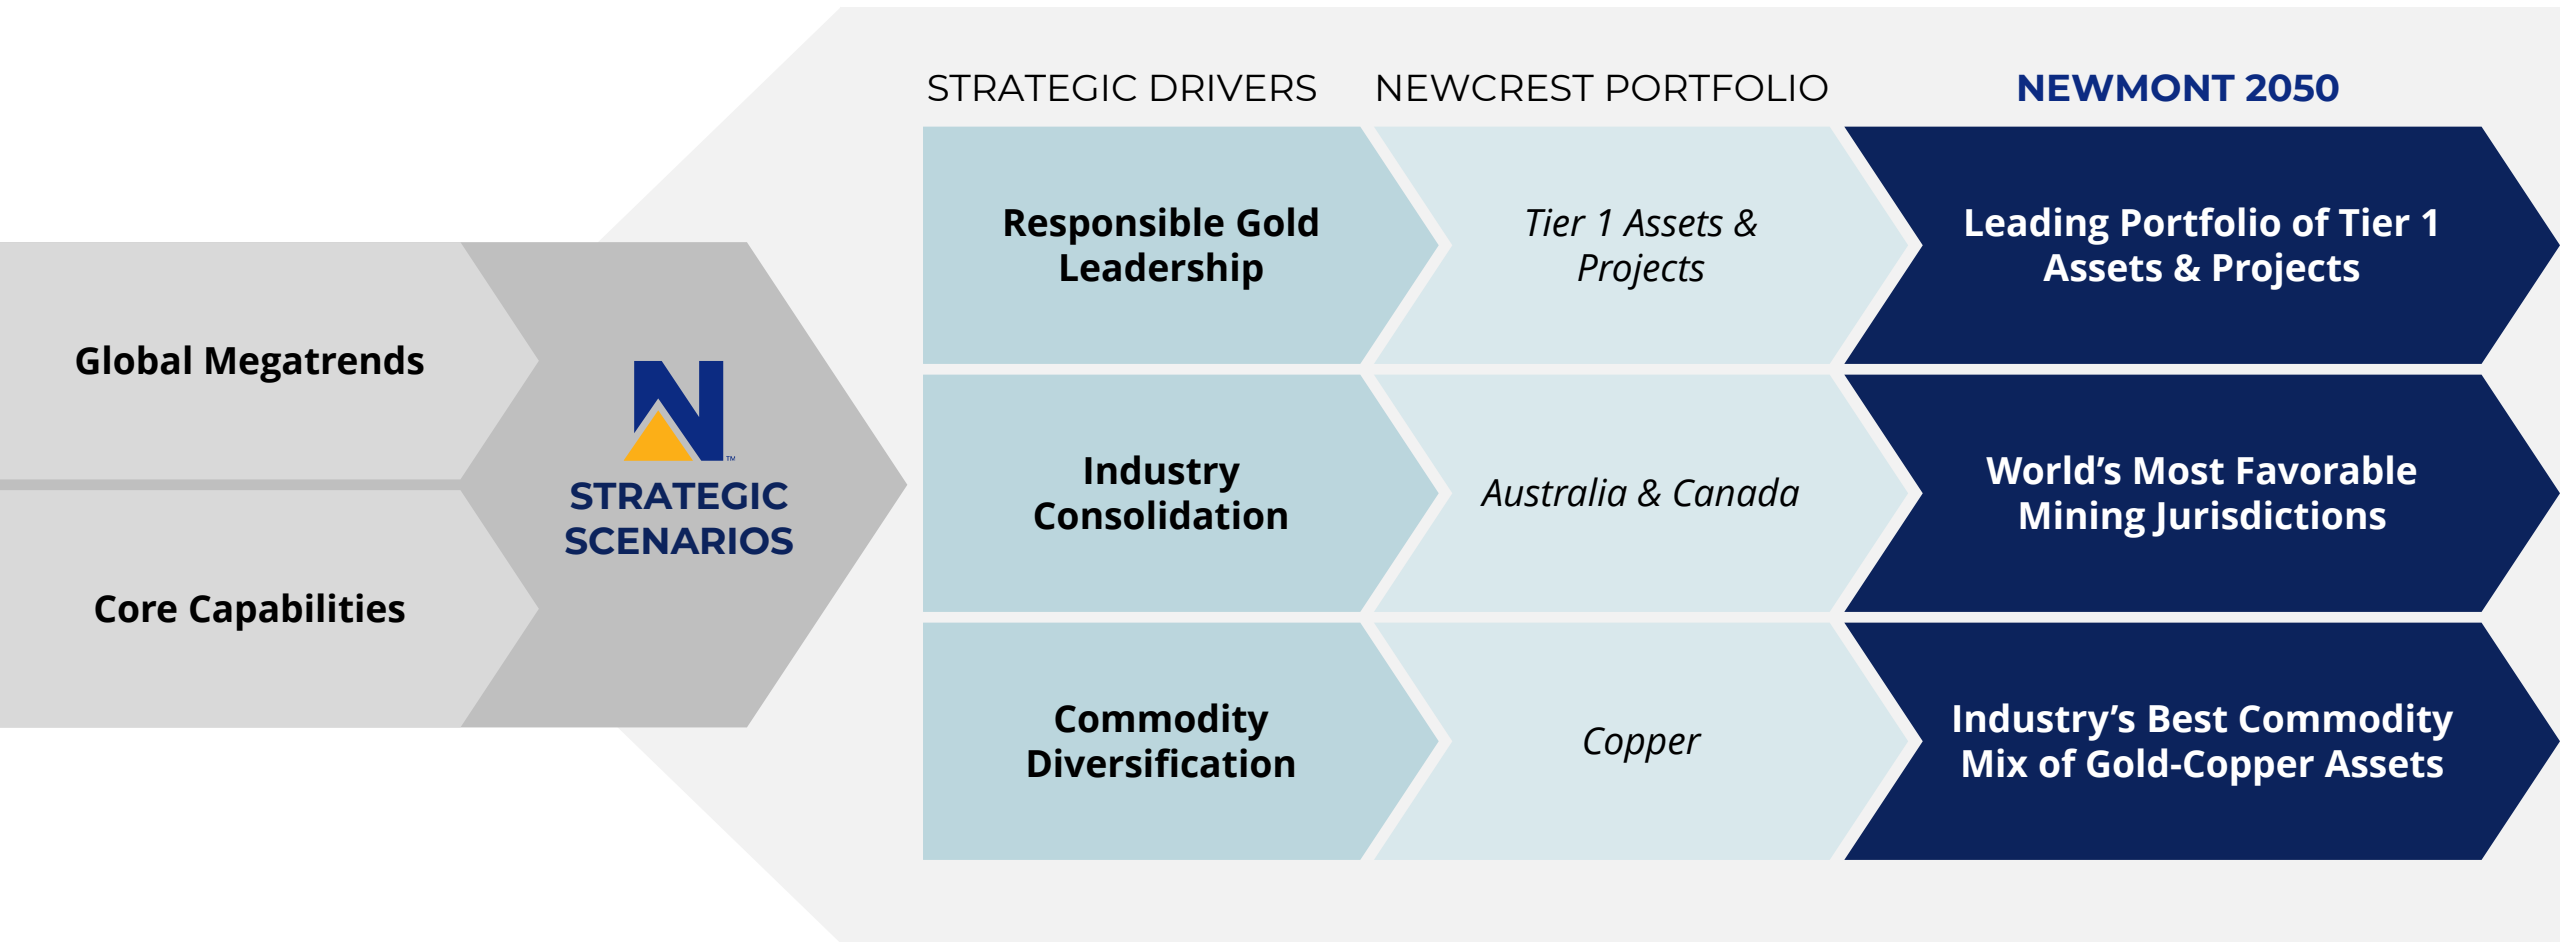 Global Megatrends
Core Capabilities
TM
STRATEGIC
SCENARIOS
STRATEGIC DRIVERS
NEWCREST PORTFOLIO
NEWMONT 2050
Responsible Gold
Leadership
Tier 1 Assets &
Projects
Leading Portfolio of Tier 1
Assets & Projects
Industry
Consolidation
Australia & Canada
World’s Most Favorable
Mining Jurisdictions
Commodity
Diversification
Copper
Industry’s Best Commodity
Mix of Gold-Copper Assets